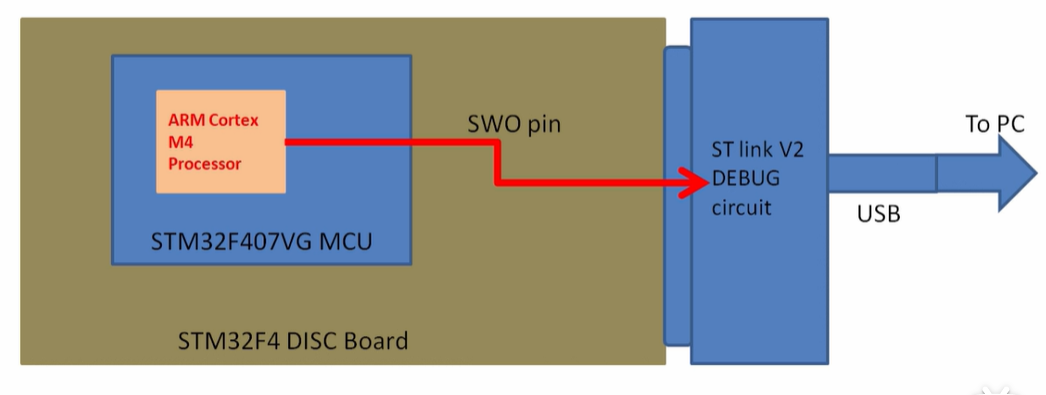 ARM Cortex
M4
Processor
STM32F407VG MCU
STM32F4 DISC Board
SWO pin
ST link V2
DEBUG
circuit
To PC
USB